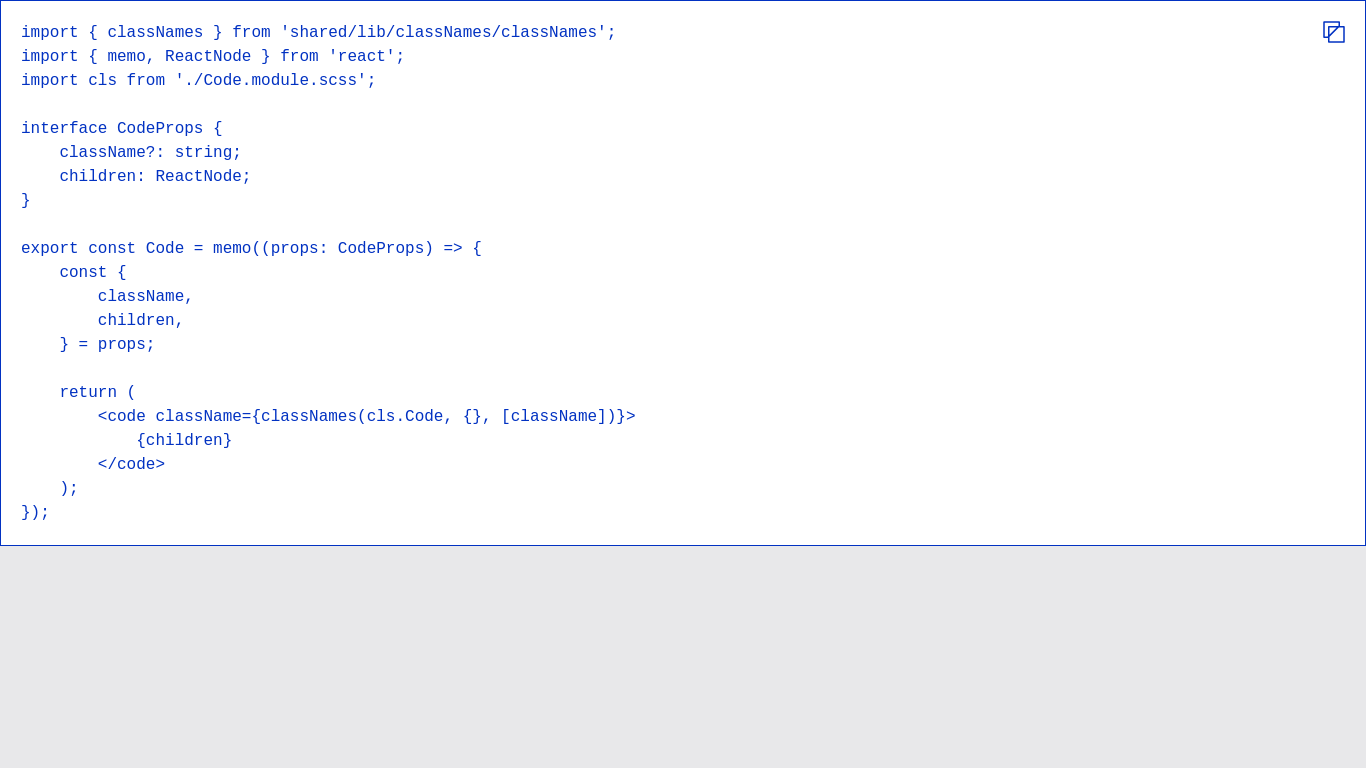 import { classNames } from 'shared/lib/classNames/classNames';
import { memo, ReactNode } from 'react';
import cls from './Code.module.scss';

interface CodeProps {
    className?: string;
    children: ReactNode;
}

export const Code = memo((props: CodeProps) => {
    const {
        className,
        children,
    } = props;

    return (
        <code className={classNames(cls.Code, {}, [className])}>
            {children}
        </code>
    );
});